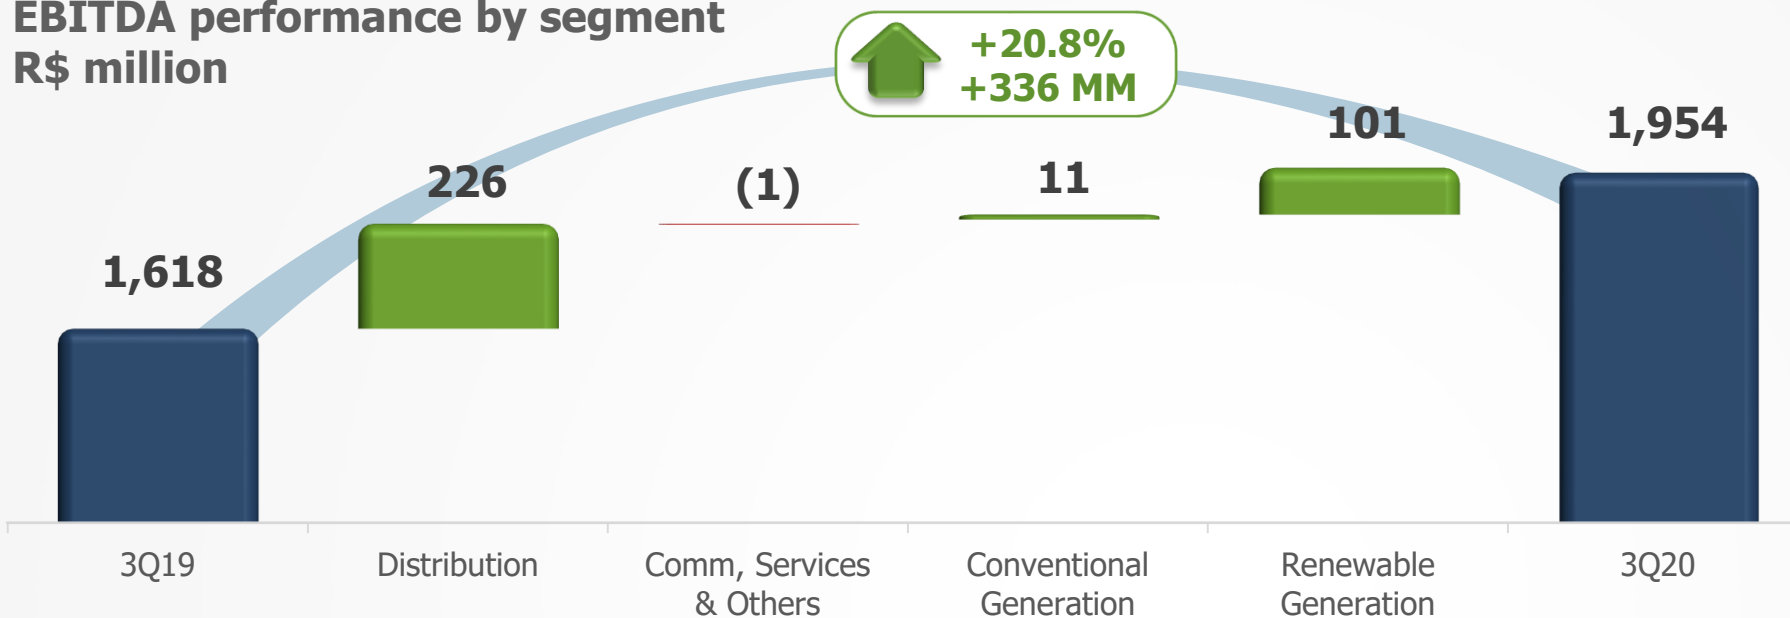 EBITDA performance by segment
R$ million
+20.8%
+336 MM
1,618
226
(1)
11
101
1,954
3Q19
Distribution
Comm, Services
& Others
Conventional
Generation
Renewable
Generation
3Q20